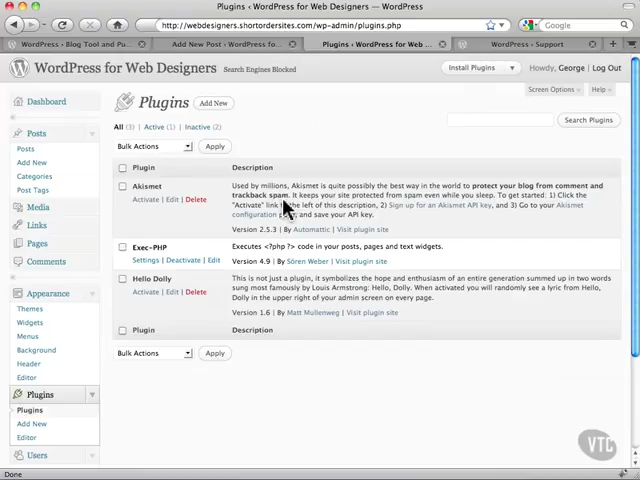 Plugins ‹ WordPress for Web Designers — WordPress
http://webdesigners.shortordersites.com/wp-admin/plugins.php
Google
WordPress › Blog Tool and Pu...
Add New Post ‹ WordPress fo...
Plugins ‹ WordPress for Web ...
WordPress › Support
WordPress for Web Designers
Search Engines Blocked
Install Plugins
Howdy, George | Log Out
Screen Options
Help
Dashboard
Posts
Posts
Add New
Categories
Post Tags
Media
Links
Pages
Comments
Appearance
Themes
Widgets
Menus
Background
Header
Editor
Plugins
Plugins
Add New
Editor
Users
Plugins
Add New
All (3) | Active (1) | Inactive (2)
Search Plugins
Bulk Actions
Apply
Plugin
Description
Akismet
Activate | Edit | Delete
Used by millions, Akismet is quite possibly the best way in the world to protect your blog from comment and
trackback spam. It keeps your site protected from spam even while you sleep. To get started: 1) Click the
"Activate" link the left of this description, 2) Sign up for an Akismet API key, and 3) Go to your Akismet
configuration page, and save your API key.
Version 2.5.3 | By Automattic | Visit plugin site
Exec-PHP
Settings | Deactivate | Edit
Executes <?php ?> code in your posts, pages and text widgets.
Version 4.9 | By Sören Weber | Visit plugin site
Hello Dolly
Activate | Edit | Delete
This is not just a plugin, it symbolizes the hope and enthusiasm of an entire generation summed up in two words
sung most famously by Louis Armstrong: Hello, Dolly. When activated you will randomly see a lyric from Hello,
Dolly in the upper right of your admin screen on every page.
Version 1.6 | By Matt Mullenweg | Visit plugin site
Plugin
Description
Bulk Actions
Apply
VTC
Done